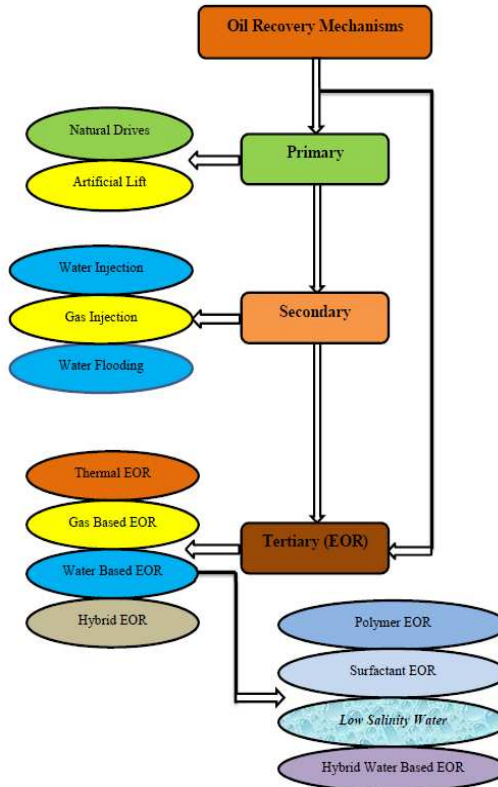 Oil Recovery Mechanisms
Natural Drives
Primary
Artificial Lift
Water Injection
Gas Injection
Secondary
Water Flooding
Thermal EOR
Gas Based EOR
Tertiary (EOR)
Water Based EOR
Hybrid EOR
Polymer EOR
Surfactant EOR
Low Salinity Water
Hybrid Water Based EOR